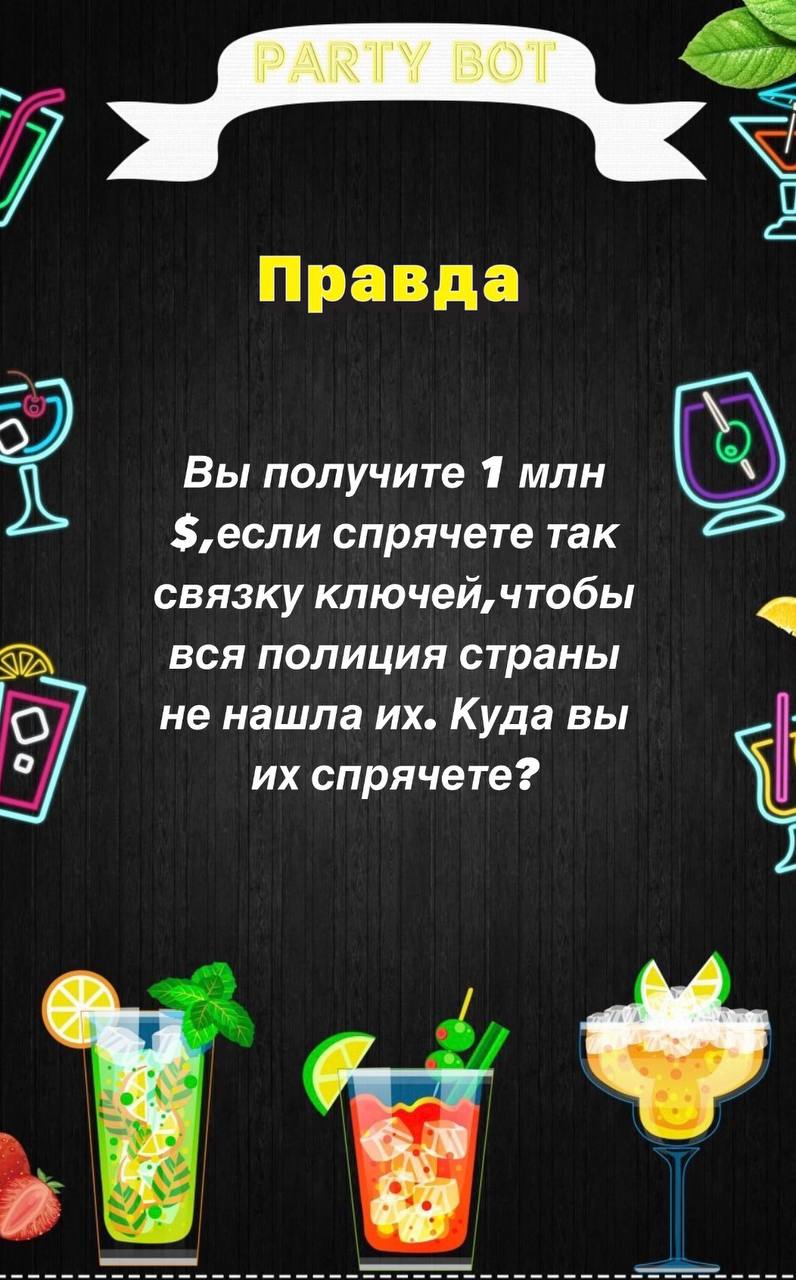 PARTY BOT
Правда
Вы получите 1 млн
$,если спрячете так
связку ключей,чтобы
вся полиция страны
не нашла их. Куда вы
их спрячете?